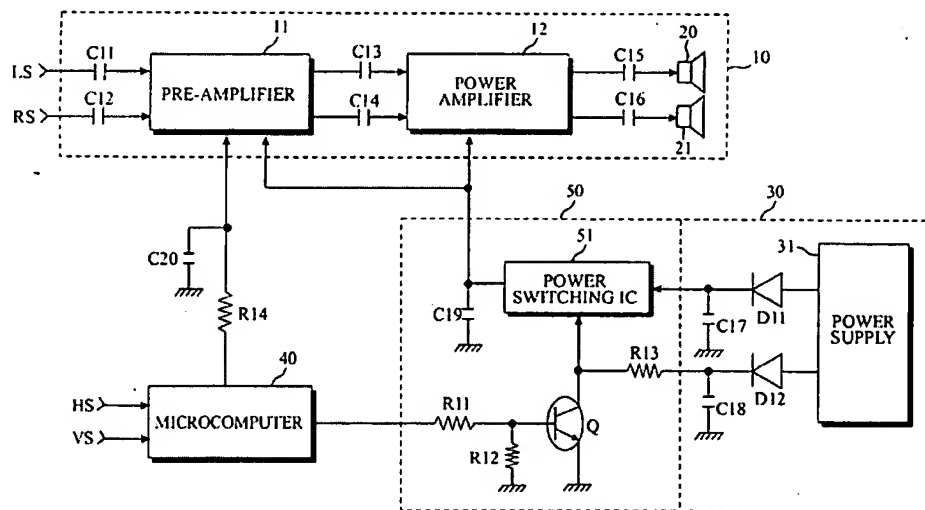 11
12
20
10
C11
C13
C15
LS
PRE-AMPLIFIER
POWER
AMPLIFIER
C12
C14
C16
RS
21
50
30
51
31
C20
POWER
SWITCHING IC
C19
R14
C17
D11
POWER
SUPPLY
R13
40
C18
D12
HS
MICROCOMPUTER
R11
VS
R12
Q